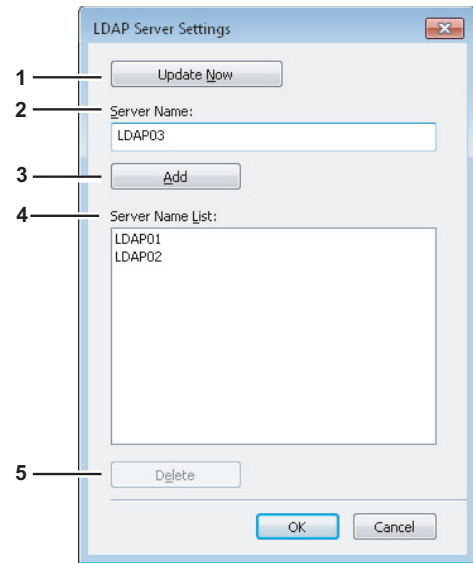 LDAP Server Settings
1
Update Now
2
Server Name:
LDAP03
3
Add
4
Server Name List:
LDAP01
LDAP02
5
Delete
OK
Cancel